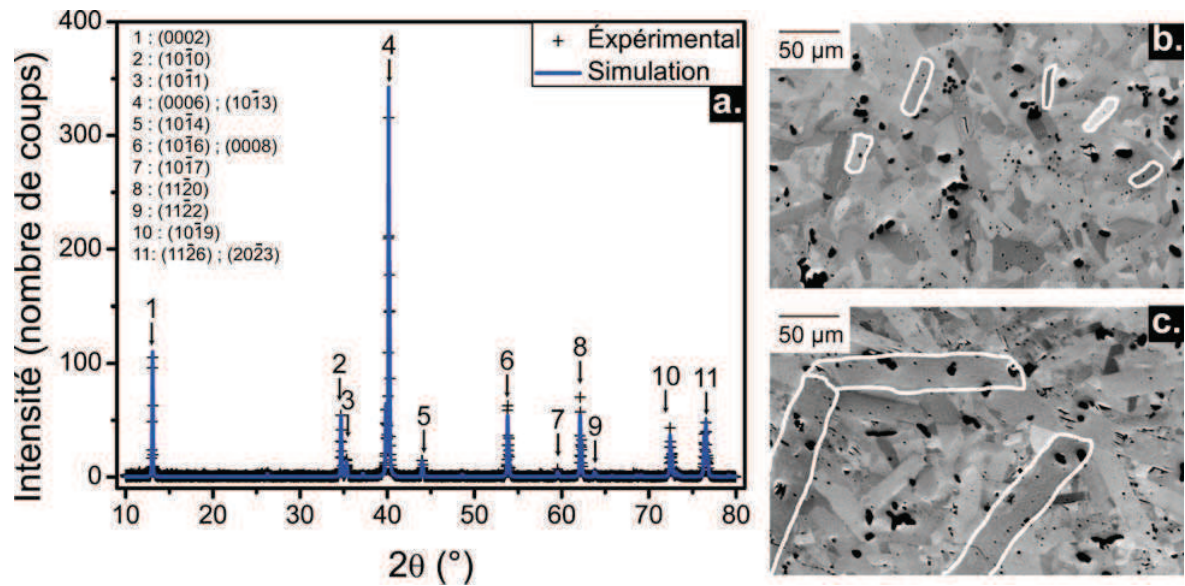 400
300
200
100
0
Intensité (nombre de coups)
1 : (0002)
2 : (101̄0)
3 : (101̄1)
4 : (0006) ; (101̄3)
5 : (101̄4)
6 : (101̄6) ; (0008)
7 : (101̄7)
8 : (112̄0)
9 : (112̄2)
10 : (101̄9)
11: (112̄6) ; (202̄3)
Éxpérimental
Simulation
a.
1
2
3
4
5
6
7
8
9
10
11
10 20 30 40 50 60 70 80
2θ (°)
50 µm
b.
50 µm
c.